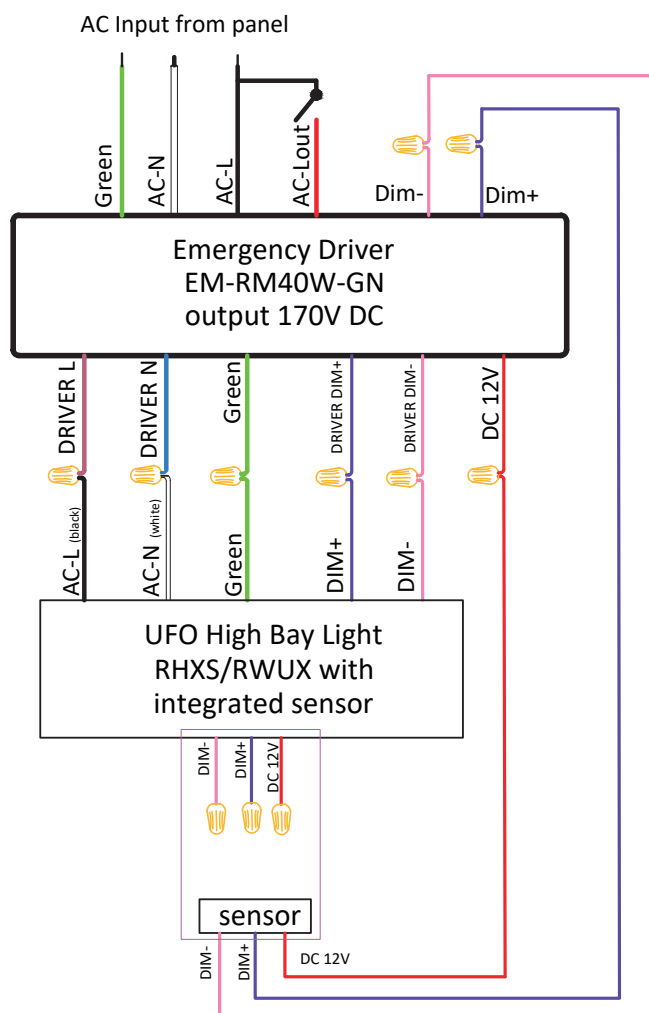 AC Input from panel
Green
AC-N
AC-L
AC-Lout
Dim-
Dim+
Emergency Driver
EM-RM40W-GN
output 170V DC
DRIVER L
DRIVER N
Green
DRIVER DIM+
DRIVER DIM-
DC 12V
AC-L (black)
AC-N (white)
Green
DIM+
DIM-
UFO High Bay Light
RHXS/RWUX with
integrated sensor
DIM-
DIM+
DC 12V
sensor
DIM-
DIM+
DC 12V